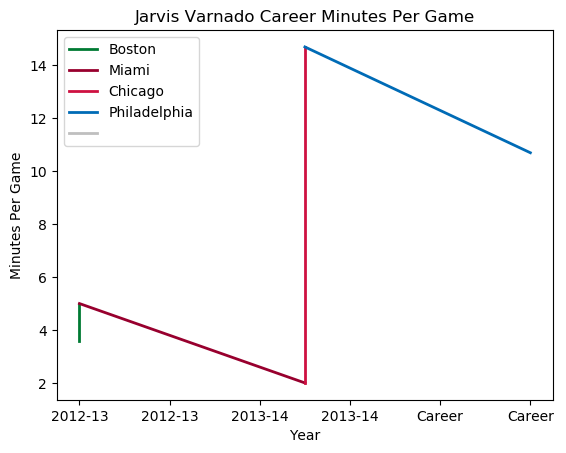 Jarvis Varnado Career Minutes Per Game
Boston
Miami
Chicago
Philadelphia
14
12
10
8
6
4
2
Minutes Per Game
2012-13 2012-13 2013-14 2013-14 Career Career
Year